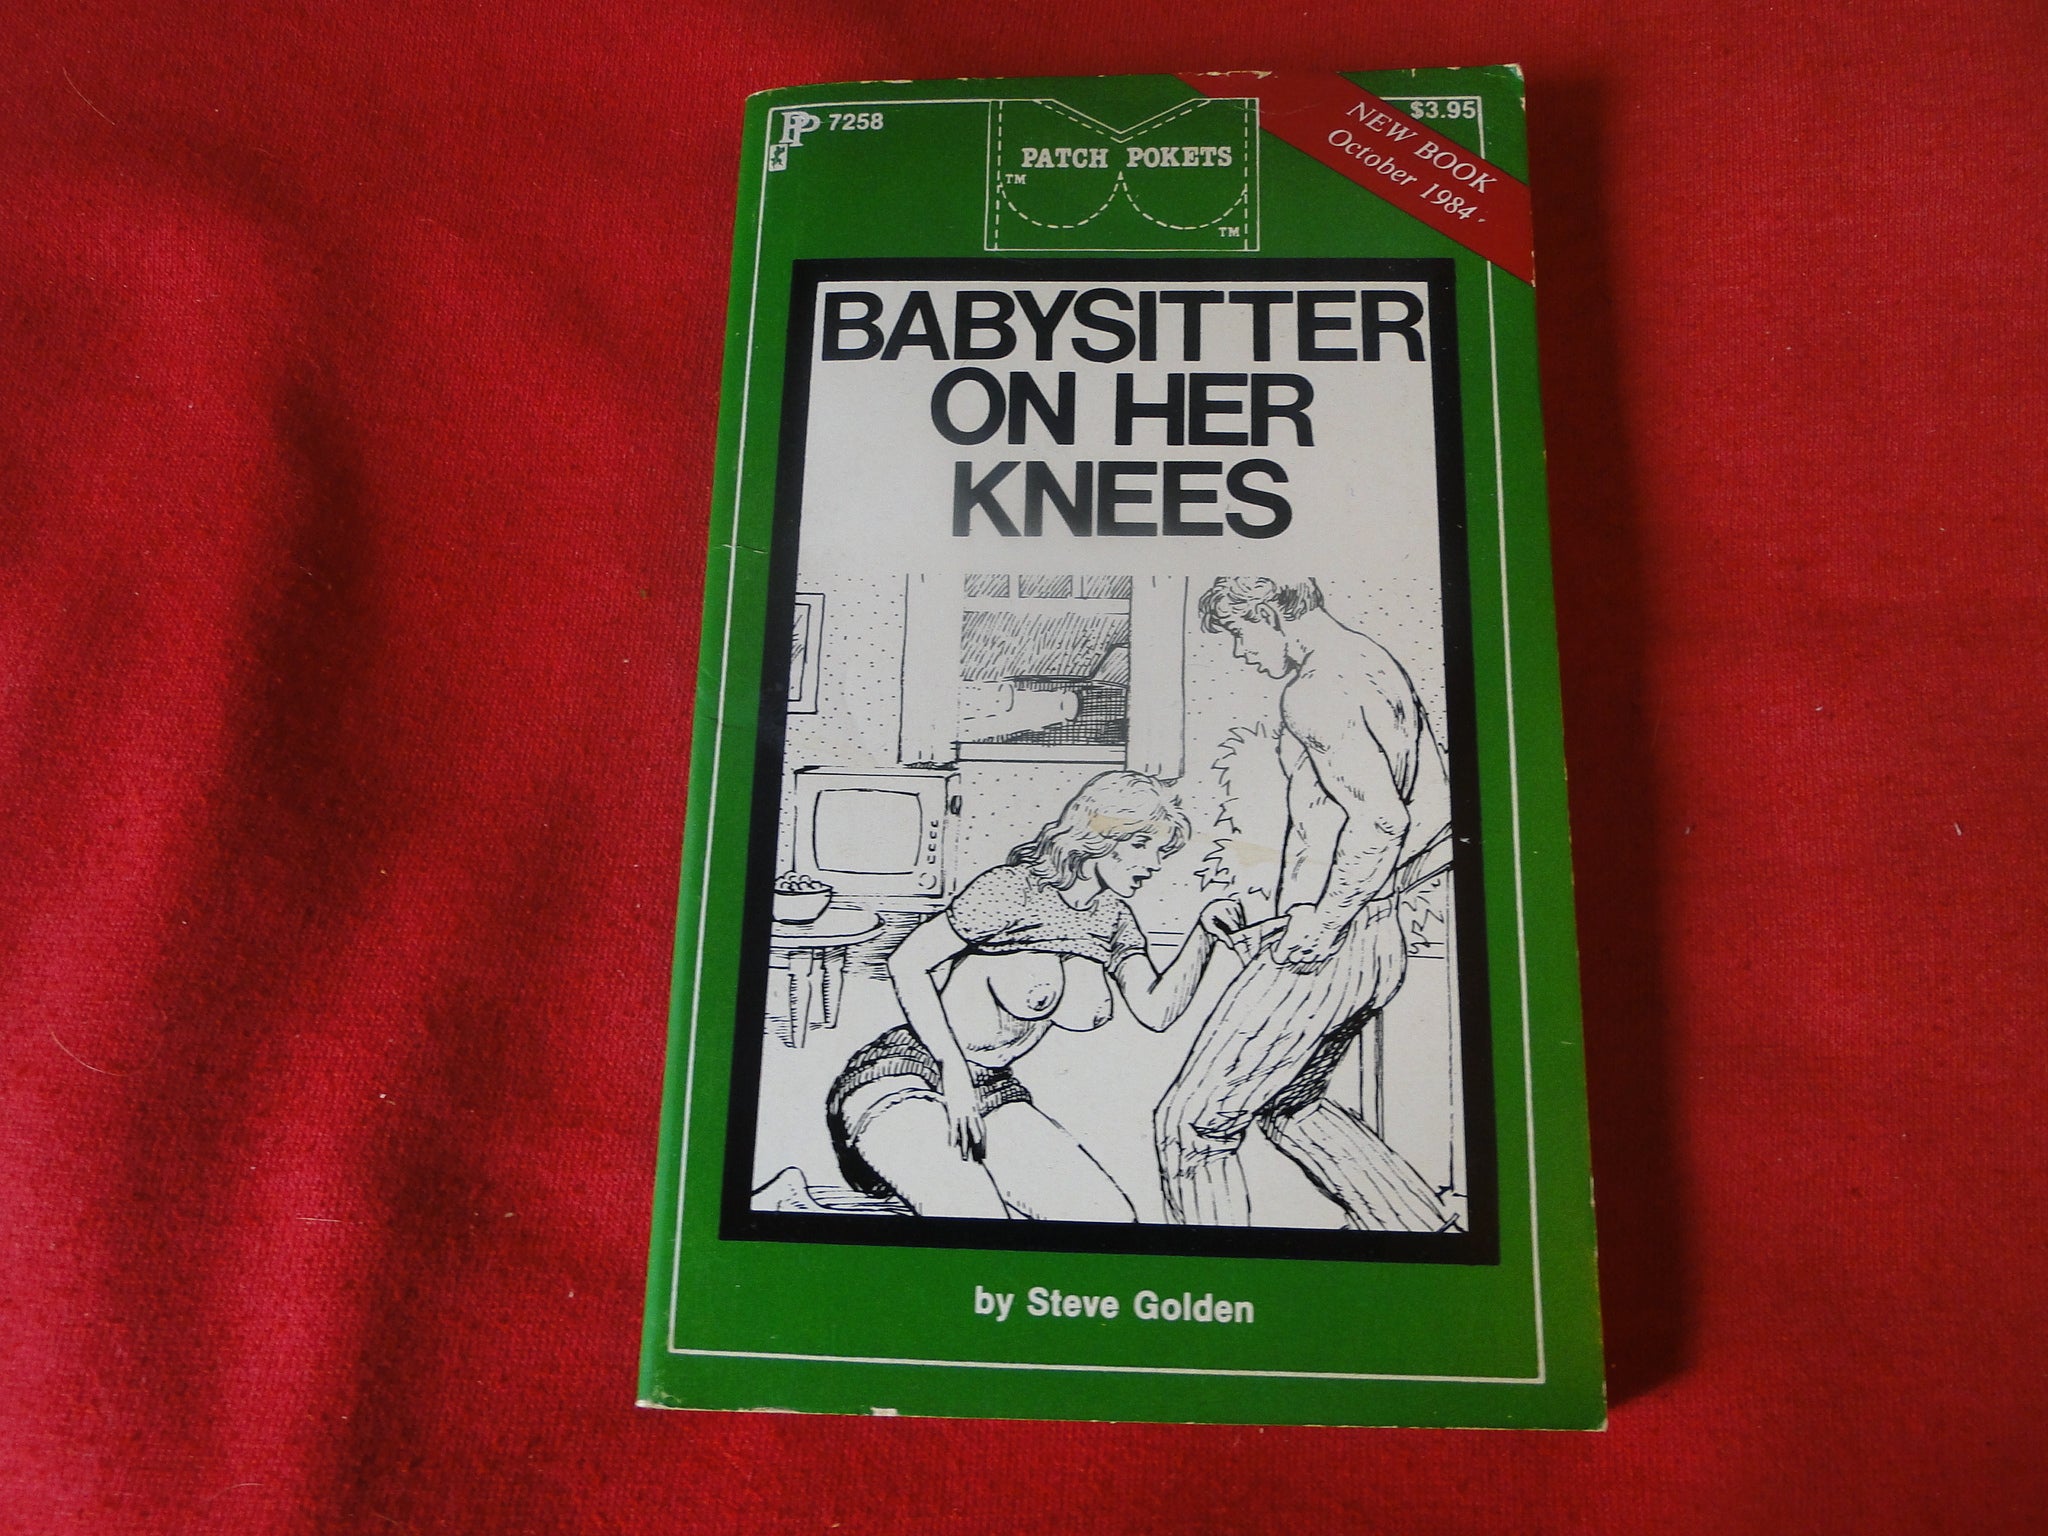 PP 7258
PATCH POKETS
TM
TM
$3.95
NEW BOOK
October 1984
BABYSITTER
ON HER
KNEES
by Steve Golden